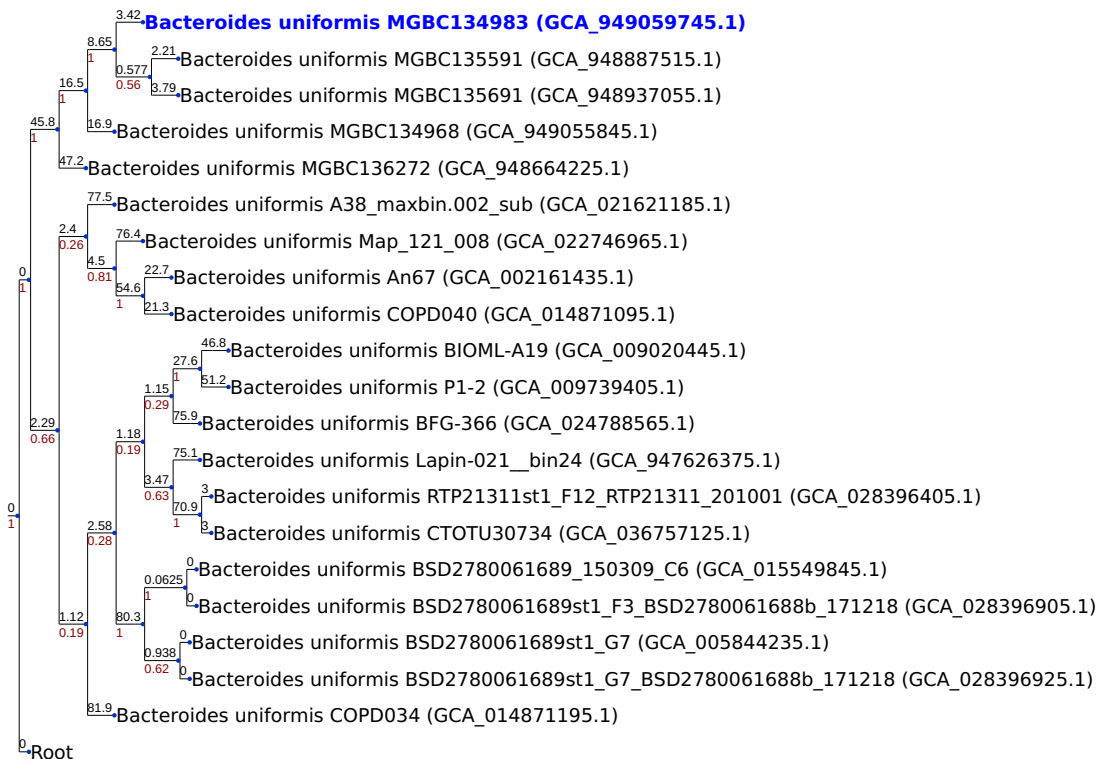 3.42 Bacteroides uniformis MGBC134983 (GCA_949059745.1)
8.65
1
2.21 Bacteroides uniformis MGBC135591 (GCA_948887515.1)
0.577
0.56
16.5
1
3.79 Bacteroides uniformis MGBC135691 (GCA_948937055.1)
45.8
1
16.9 Bacteroides uniformis MGBC134968 (GCA_949055845.1)
47.2 Bacteroides uniformis MGBC136272 (GCA_948664225.1)
77.5 Bacteroides uniformis A38_maxbin.002_sub (GCA_021621185.1)
2.4
0.26
76.4 Bacteroides uniformis Map_121_008 (GCA_022746965.1)
0
1
4.5
0.81
22.7 Bacteroides uniformis An67 (GCA_002161435.1)
54.6
1
21.3 Bacteroides uniformis COPD040 (GCA_014871095.1)
46.8 Bacteroides uniformis BIOML-A19 (GCA_009020445.1)
27.6
1
51.2 Bacteroides uniformis P1-2 (GCA_009739405.1)
1.15
0.29
75.9 Bacteroides uniformis BFG-366 (GCA_024788565.1)
2.29
0.66
1.18
0.19
75.1 Bacteroides uniformis Lapin-021__bin24 (GCA_947626375.1)
3.47
0.63
3 Bacteroides uniformis RTP21311st1_F12_RTP21311_201001 (GCA_028396405.1)
0
1
70.9
1
3 Bacteroides uniformis CTOTU30734 (GCA_036757125.1)
2.58
0.28
0 Bacteroides uniformis BSD2780061689_150309_C6 (GCA_015549845.1)
0.0625
1
0 Bacteroides uniformis BSD2780061689st1_F3_BSD2780061688b_171218 (GCA_028396905.1)
1.12
0.19
80.3
1
0 Bacteroides uniformis BSD2780061689st1_G7 (GCA_005844235.1)
0.938
0.62
0 Bacteroides uniformis BSD2780061689st1_G7_BSD2780061688b_171218 (GCA_028396925.1)
81.9 Bacteroides uniformis COPD034 (GCA_014871195.1)
0 Root